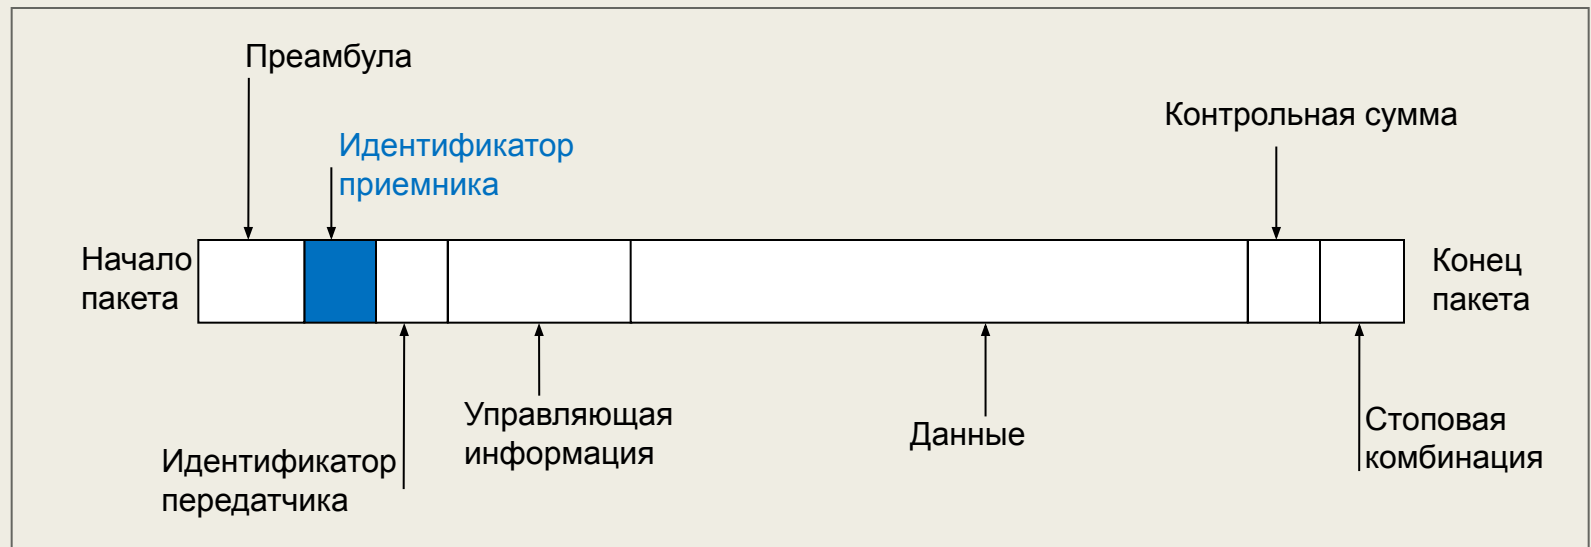 Преамбула
Контрольная сумма
Идентификатор
приемника
Начало
пакета
Конец
пакета
Управляющая
информация
Данные
Стоповая
комбинация
Идентификатор
передатчика